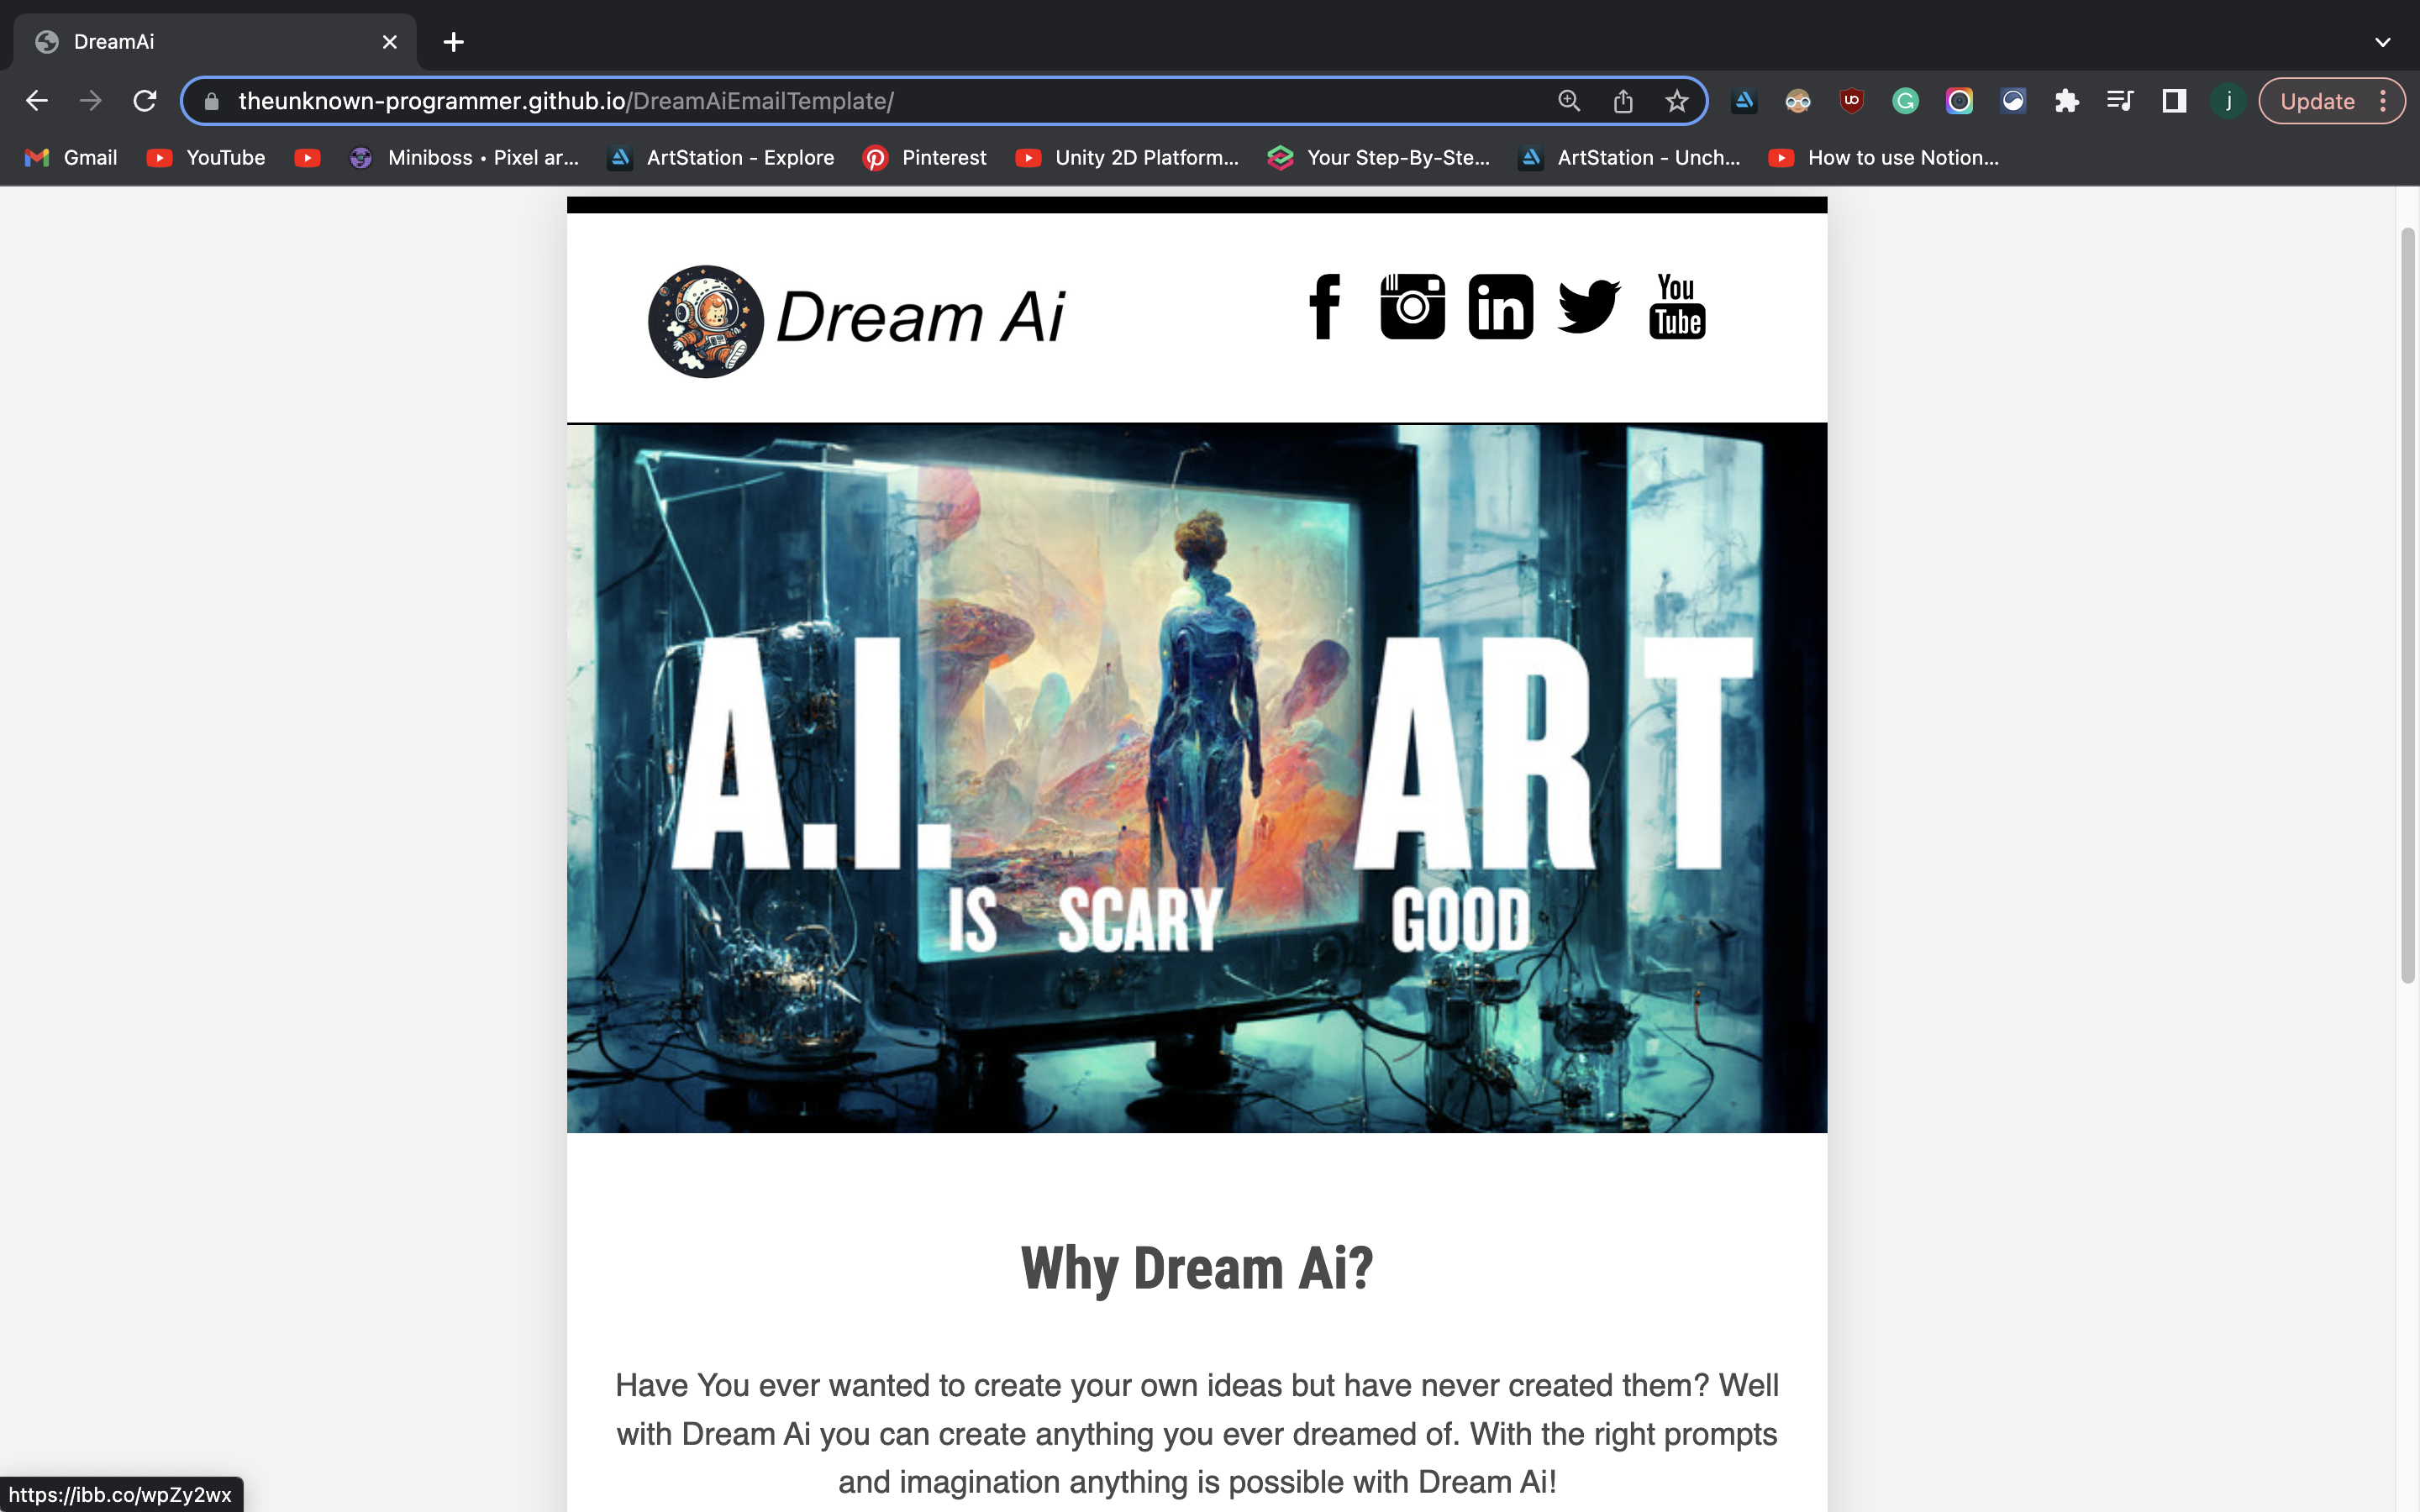 DreamAi
theunknown-programmer.github.io/DreamAiEmailTemplate/
j
Update
Gmail
YouTube
Miniboss • Pixel ar...
ArtStation - Explore
Pinterest
Unity 2D Platform...
Your Step-By-Ste...
ArtStation - Unch...
How to use Notion...
Dream Ai
f
in
You
Tube
A.I. ART
IS SCARY GOOD
Why Dream Ai?
Have You ever wanted to create your own ideas but have never created them? Well
with Dream Ai you can create anything you ever dreamed of. With the right prompts
and imagination anything is possible with Dream Ai!
https://ibb.co/wpZy2wx